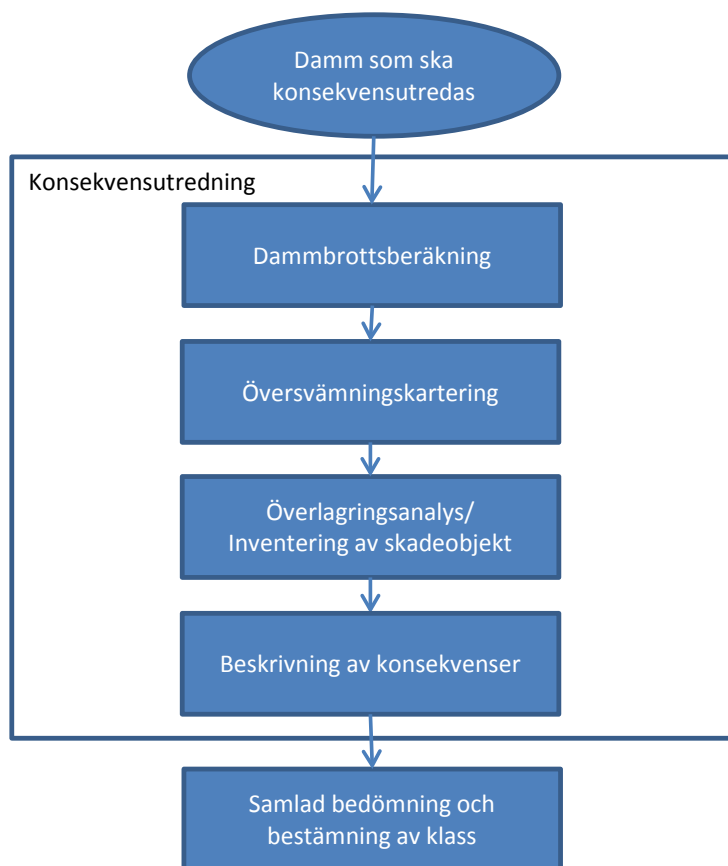 Damm som ska
konsekvensutredas
Konsekvensutredning
Dammbrottsberäkning
Översvämningskartering
Överlagringsanalys/
Inventering av skadeobjekt
Beskrivning av konsekvenser
Samlad bedömning och
bestämning av klass